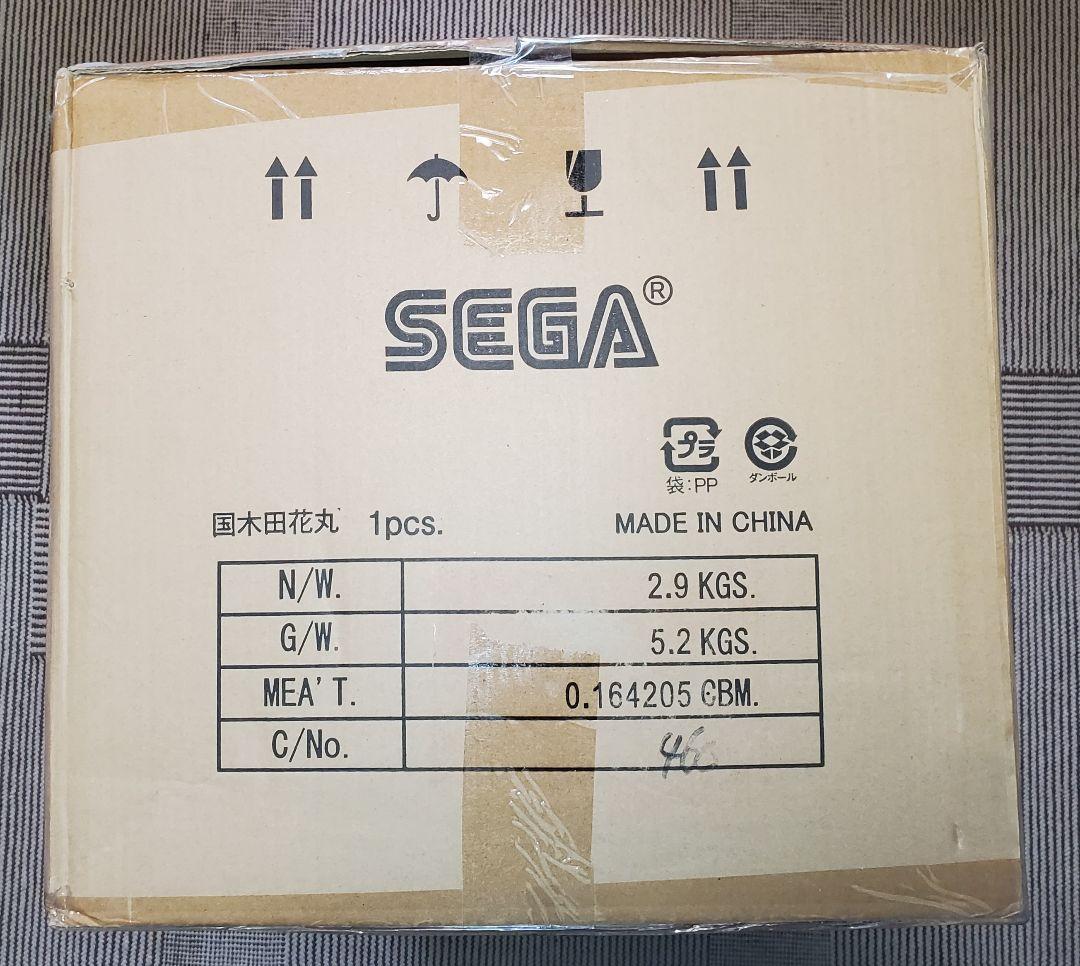 SEGA®
プラ
袋:PP
ダンボール
国木田花丸 1pcs. MADE IN CHINA
N/W. 2.9 KGS.
G/W. 5.2 KGS.
MEA'T. 0.164205 CBM.
C/No.